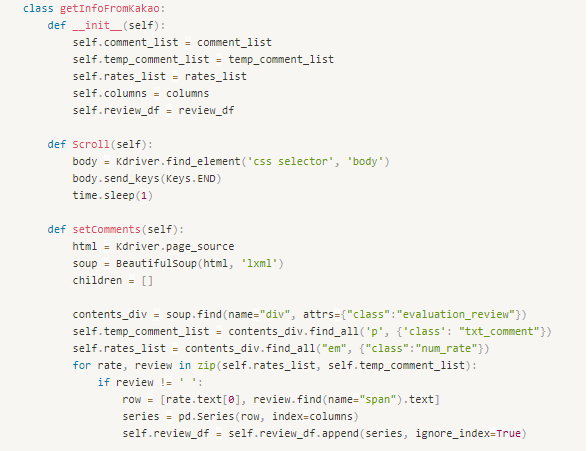 class getInfoFromKakao:
    def __init__(self):
        self.comment_list = comment_list
        self.temp_comment_list = temp_comment_list
        self.rates_list = rates_list
        self.columns = columns
        self.review_df = review_df

    def Scroll(self):
        body = Kdriver.find_element('css selector', 'body')
        body.send_keys(Keys.END)
        time.sleep(1)

    def setComments(self):
        html = Kdriver.page_source
        soup = BeautifulSoup(html, 'lxml')
        children = []

        contents_div = soup.find(name="div", attrs={"class":"evaluation_review"})
        self.temp_comment_list = contents_div.find_all('p', {'class': "txt_comment"})
        self.rates_list = contents_div.find_all("em", {"class":"num_rate"})
        for rate, review in zip(self.rates_list, self.temp_comment_list):
            if review != ' ':
                row = [rate.text[0], review.find(name="span").text]
                series = pd.Series(row, index=columns)
                self.review_df = self.review_df.append(series, ignore_index=True)